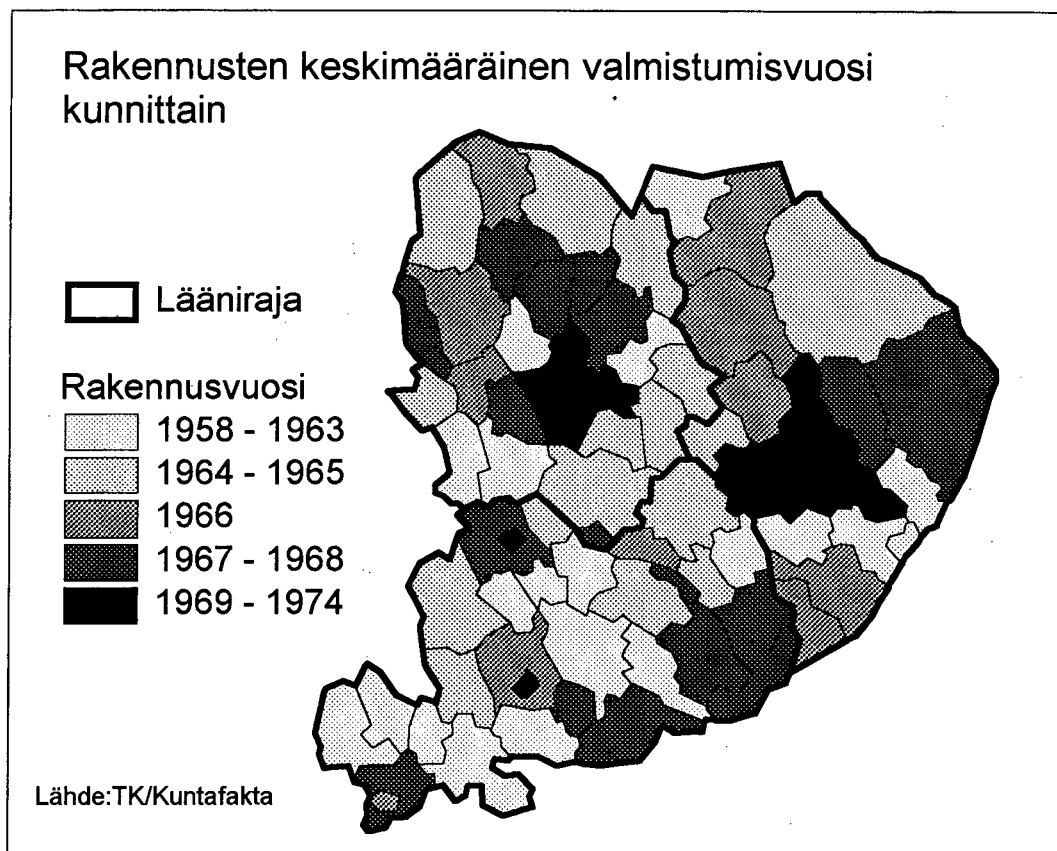 Rakennusten keskimääräinen valmistumisvuosi
kunnittain
Lääniraja
Rakennusvuosi
1958 - 1963
1964 - 1965
1966
1967 - 1968
1969 - 1974
Lähde:TK/Kuntafakta